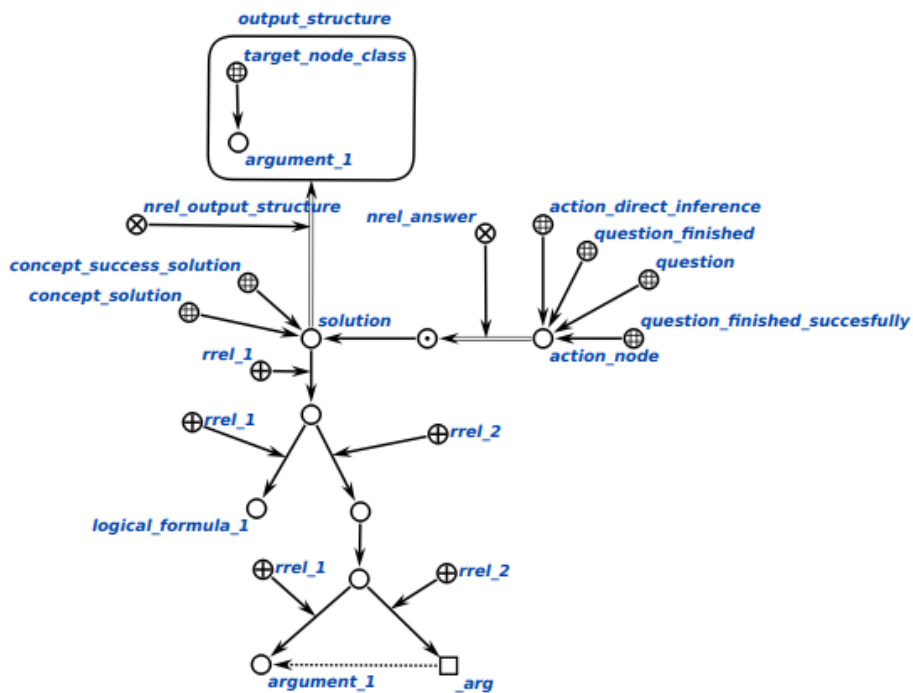 output_structure
target_node_class
argument_1
nrel_output_structure
nrel_answer
action_direct_inference
question_finished
question
concept_success_solution
concept_solution
solution
question_finished_succesfully
action_node
rrel_1
rrel_1
rrel_2
logical_formula_1
rrel_1
rrel_2
argument_1
_arg